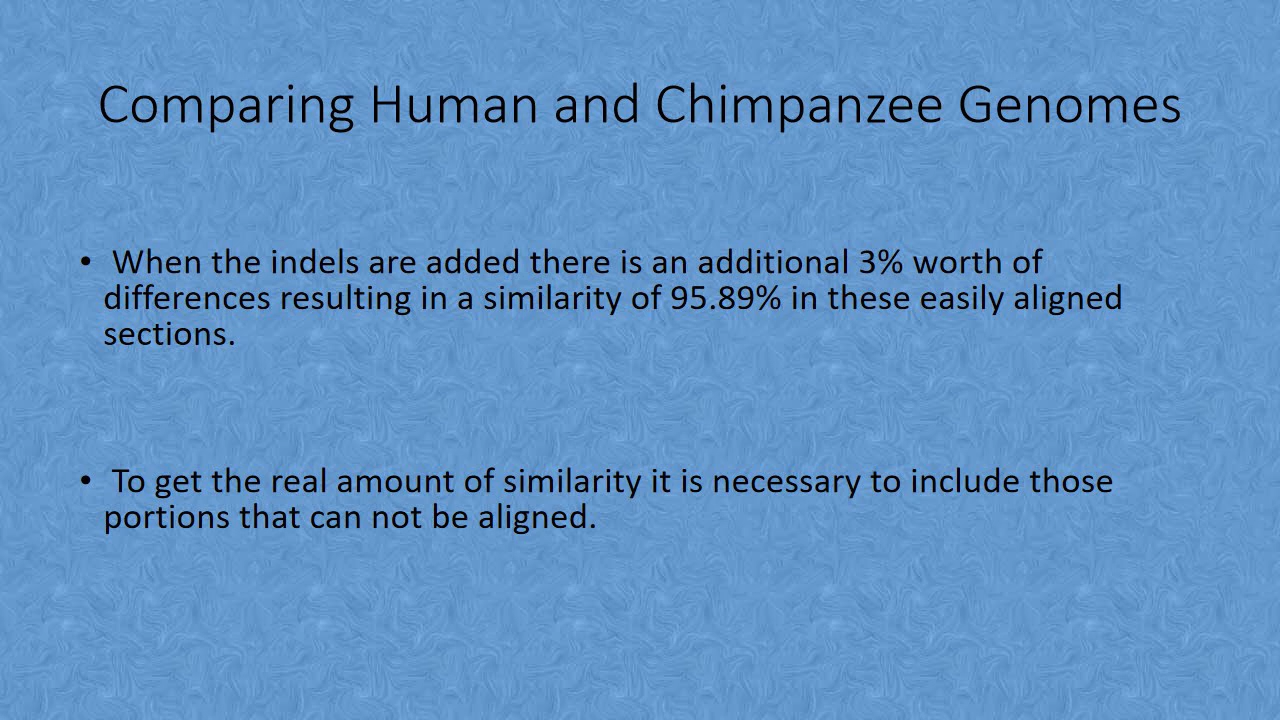 Comparing Human and Chimpanzee Genomes
• When the indels are added there is an additional 3% worth of
differences resulting in a similarity of 95.89% in these easily aligned
sections.
• To get the real amount of similarity it is necessary to include those
portions that can not be aligned.